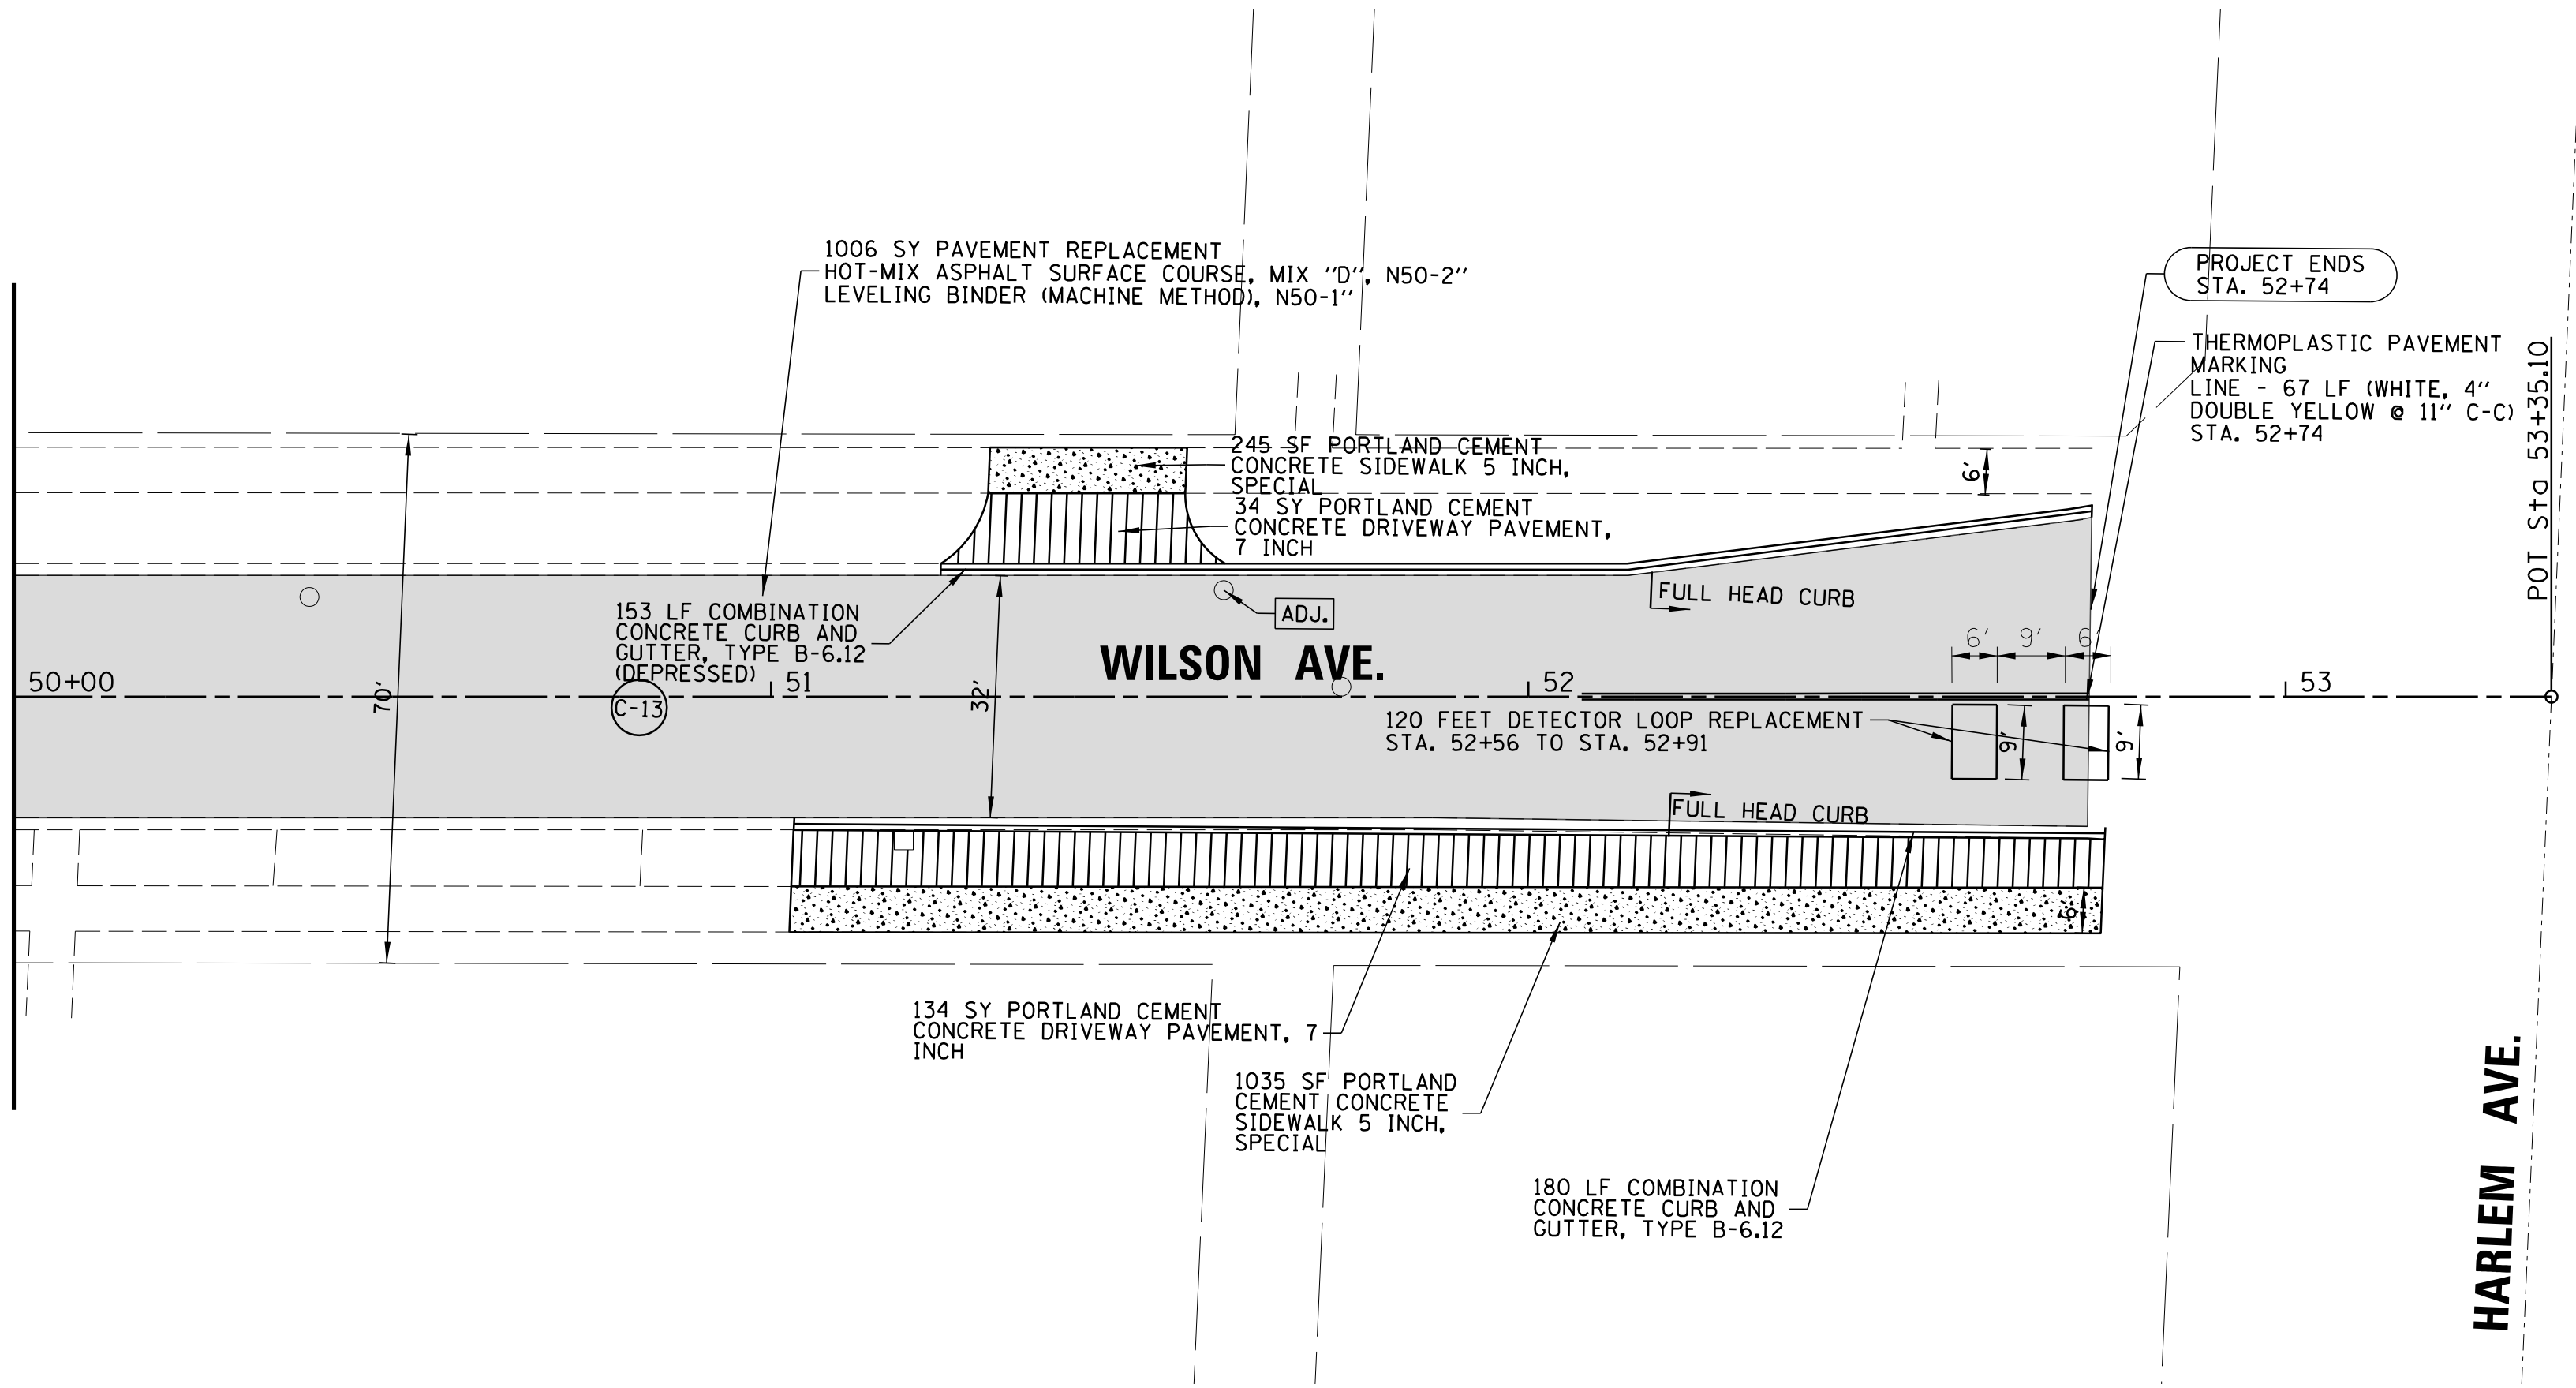 1006 SY PAVEMENT REPLACEMENT
HOT-MIX ASPHALT SURFACE COURSE, MIX "D", N50-2"
LEVELING BINDER (MACHINE METHOD), N50-1"
PROJECT ENDS
STA. 52+74
THERMOPLASTIC PAVEMENT
MARKING
LINE - 67 LF (WHITE, 4"
DOUBLE YELLOW @ 11" C-C)
STA. 52+74
POT Sta 53+35.10
245 SF PORTLAND CEMENT
CONCRETE SIDEWALK 5 INCH,
SPECIAL
34 SY PORTLAND CEMENT
CONCRETE DRIVEWAY PAVEMENT,
7 INCH
6'
153 LF COMBINATION
CONCRETE CURB AND
GUTTER, TYPE B-6.12
(DEPRESSED)
ADJ.
FULL HEAD CURB
WILSON AVE.
6'
9'
6'
50+00
70'
C-13
51
32'
52
53
120 FEET DETECTOR LOOP REPLACEMENT
STA. 52+56 TO STA. 52+91
9'
9'
FULL HEAD CURB
6'
134 SY PORTLAND CEMENT
CONCRETE DRIVEWAY PAVEMENT, 7
INCH
1035 SF PORTLAND
CEMENT CONCRETE
SIDEWALK 5 INCH,
SPECIAL
180 LF COMBINATION
CONCRETE CURB AND
GUTTER, TYPE B-6.12
HARLEM AVE.